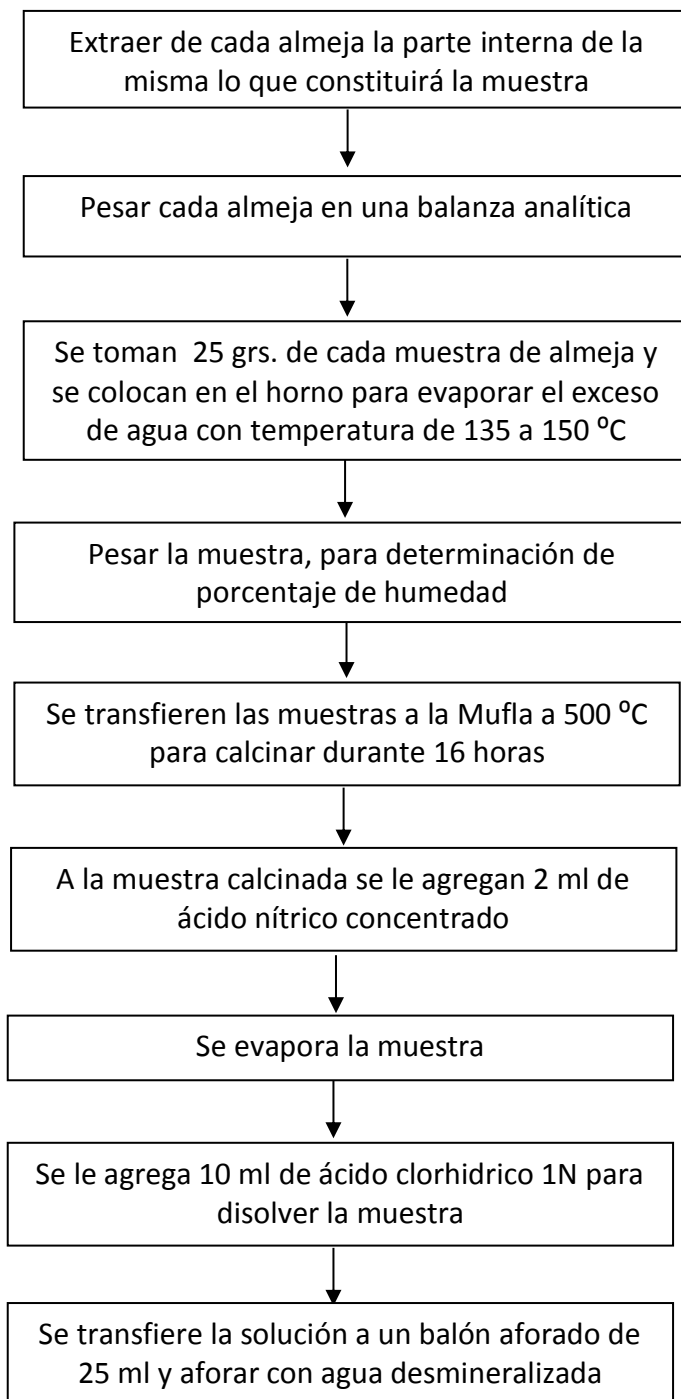 Extraer de cada almeja la parte interna de la
misma lo que constituirá la muestra
Pesar cada almeja en una balanza analítica
Se toman 25 grs. de cada muestra de almeja y
se colocan en el horno para evaporar el exceso
de agua con temperatura de 135 a 150 ⁰C
Pesar la muestra, para determinación de
porcentaje de humedad
Se transfieren las muestras a la Mufla a 500 ⁰C
para calcinar durante 16 horas
A la muestra calcinada se le agregan 2 ml de
ácido nítrico concentrado
Se evapora la muestra
Se le agrega 10 ml de ácido clorhidrico 1N para
disolver la muestra
Se transfiere la solución a un balón aforado de
25 ml y aforar con agua desmineralizada